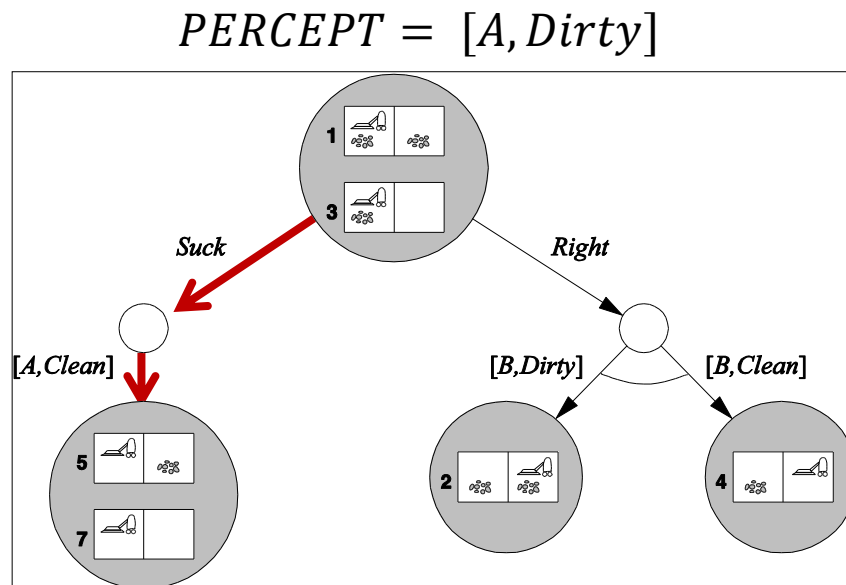 PERCEPT = [A, Dirty]
1
3
Suck
Right
[A,Clean]
[B,Dirty]
[B,Clean]
5
2
4
7